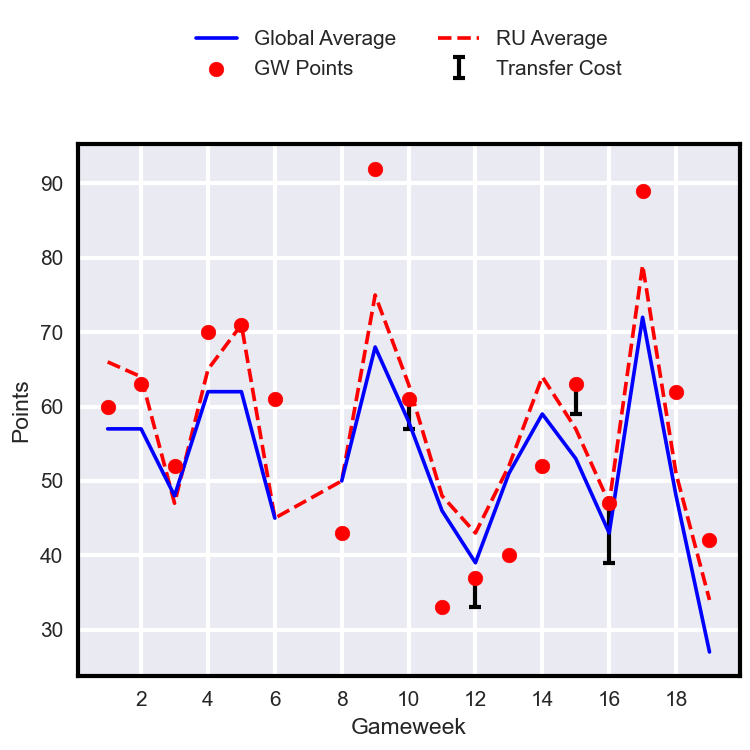 Global Average
RU Average
GW Points
Transfer Cost
90
80
70
60
50
40
30
Points
2 4 6 8 10 12 14 16 18
Gameweek